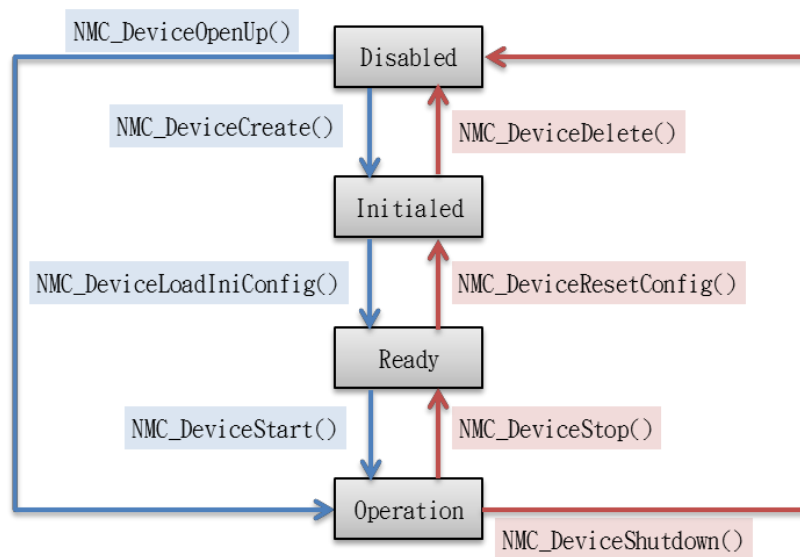 NMC_DeviceOpenUp()
Disabled
NMC_DeviceCreate()
NMC_DeviceDelete()
Initialed
NMC_DeviceLoadIniConfig()
NMC_DeviceResetConfig()
Ready
NMC_DeviceStart()
NMC_DeviceStop()
Operation
NMC_DeviceShutdown()